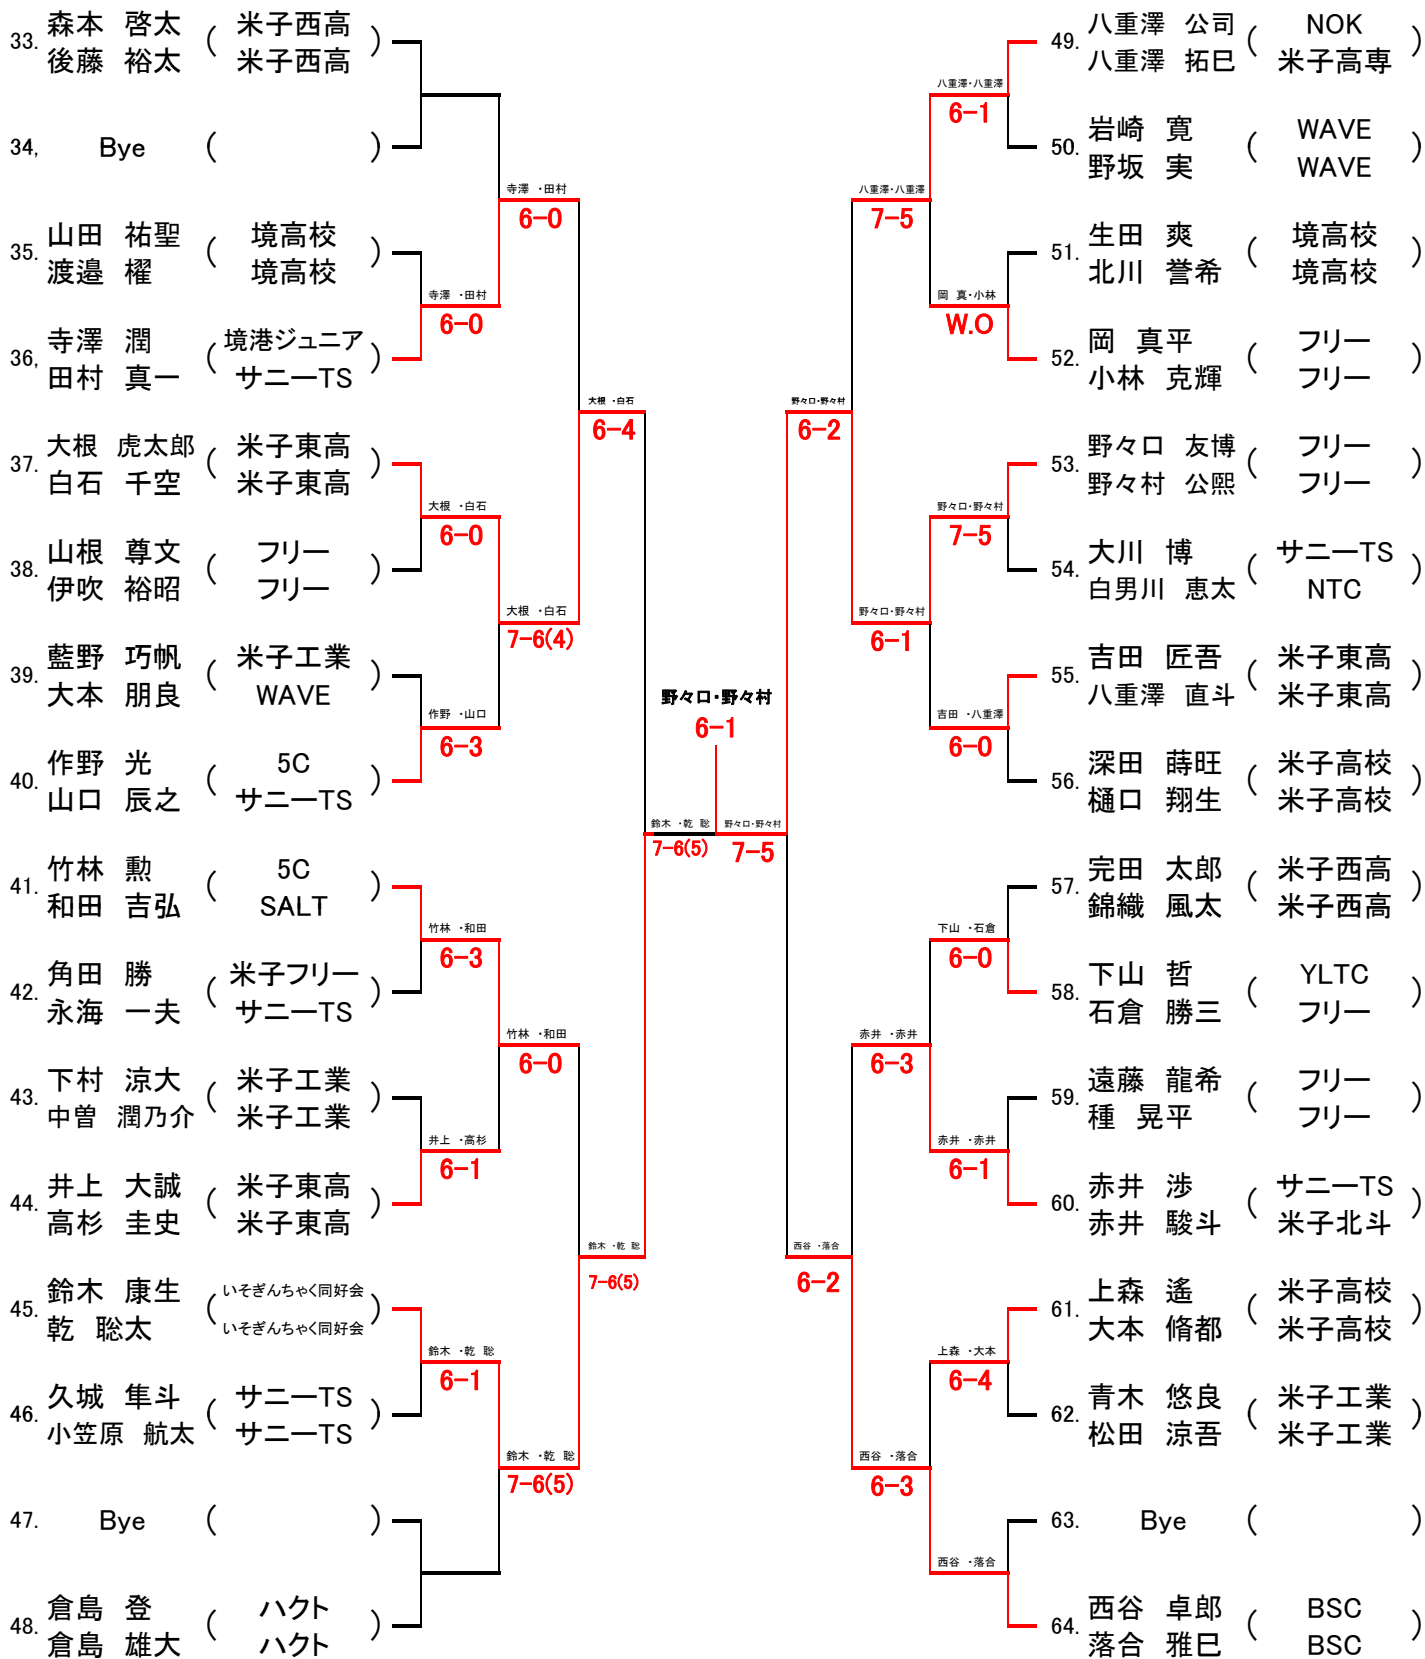 33. 森本 啓太 ( 米子西高 )
後藤 裕太 米子西高
34, Bye ( )
35. 山田 祐聖 ( 境高校 )
渡邉 櫂 境高校
36, 寺澤 潤 ( 境港ジュニア )
田村 真一 サニーTS
37. 大根 虎太郎 ( 米子東高 )
白石 千空 米子東高
38. 山根 尊文 ( フリー )
伊吹 裕昭 フリー
39. 藍野 巧帆 ( 米子工業 )
大本 朋良 WAVE
40. 作野 光 ( 5C )
山口 辰之 サニーTS
41. 竹林 勲 ( 5C )
和田 吉弘 SALT
42. 角田 勝 ( 米子フリー )
永海 一夫 サニーTS
43. 下村 涼大 ( 米子工業 )
中曽 潤乃介 米子工業
44. 井上 大誠 ( 米子東高 )
高杉 圭史 米子東高
45. 鈴木 康生 ( いそぎんちゃく同好会 )
乾 聡太 いそぎんちゃく同好会
46. 久城 隼斗 ( サニーTS )
小笠原 航太 サニーTS
47. Bye ( )
48. 倉島 登 ( ハクト )
倉島 雄大 ハクト
寺澤 ・田村
6-0
大根 ・白石
6-0
作野 ・山口
6-3
竹林 ・和田
6-3
井上 ・高杉
6-1
鈴木 ・乾 聡
6-1
寺澤 ・田村
6-0
大根 ・白石
7-6(4)
竹林 ・和田
6-0
鈴木 ・乾 聡
7-6(5)
大根 ・白石
6-4
鈴木 ・乾 聡
7-6(5)
鈴木 ・乾 聡
7-6(5)
野々口・野々村
6-1
野々口・野々村
7-5
野々口・野々村
6-2
西谷 ・落合
6-2
八重澤・八重澤
7-5
野々口・野々村
6-1
赤井 ・赤井
6-3
西谷 ・落合
6-3
八重澤・八重澤
6-1
岡 真・小林
W.O
野々口・野々村
7-5
吉田 ・八重澤
6-0
下山 ・石倉
6-0
赤井 ・赤井
6-1
上森 ・大本
6-4
西谷 ・落合
49. 八重澤 公司 ( NOK )
八重澤 拓巳 米子高専
50. 岩崎 寛 ( WAVE )
野坂 実 WAVE
51. 生田 爽 ( 境高校 )
北川 誉希 境高校
52. 岡 真平 ( フリー )
小林 克輝 フリー
53. 野々口 友博 ( フリー )
野々村 公熙 フリー
54. 大川 博 ( サニーTS )
白男川 恵太 NTC
55. 吉田 匠吾 ( 米子東高 )
八重澤 直斗 米子東高
56. 深田 蒔旺 ( 米子高校 )
樋口 翔生 米子高校
57. 完田 太郎 ( 米子西高 )
錦織 風太 米子西高
58. 下山 哲 ( YLTC )
石倉 勝三 フリー
59. 遠藤 龍希 ( フリー )
種 晃平 フリー
60. 赤井 渉 ( サニーTS )
赤井 駿斗 米子北斗
61. 上森 遙 ( 米子高校 )
大本 脩都 米子高校
62. 青木 悠良 ( 米子工業 )
松田 涼吾 米子工業
63. Bye ( )
64. 西谷 卓郎 ( BSC )
落合 雅巳 BSC